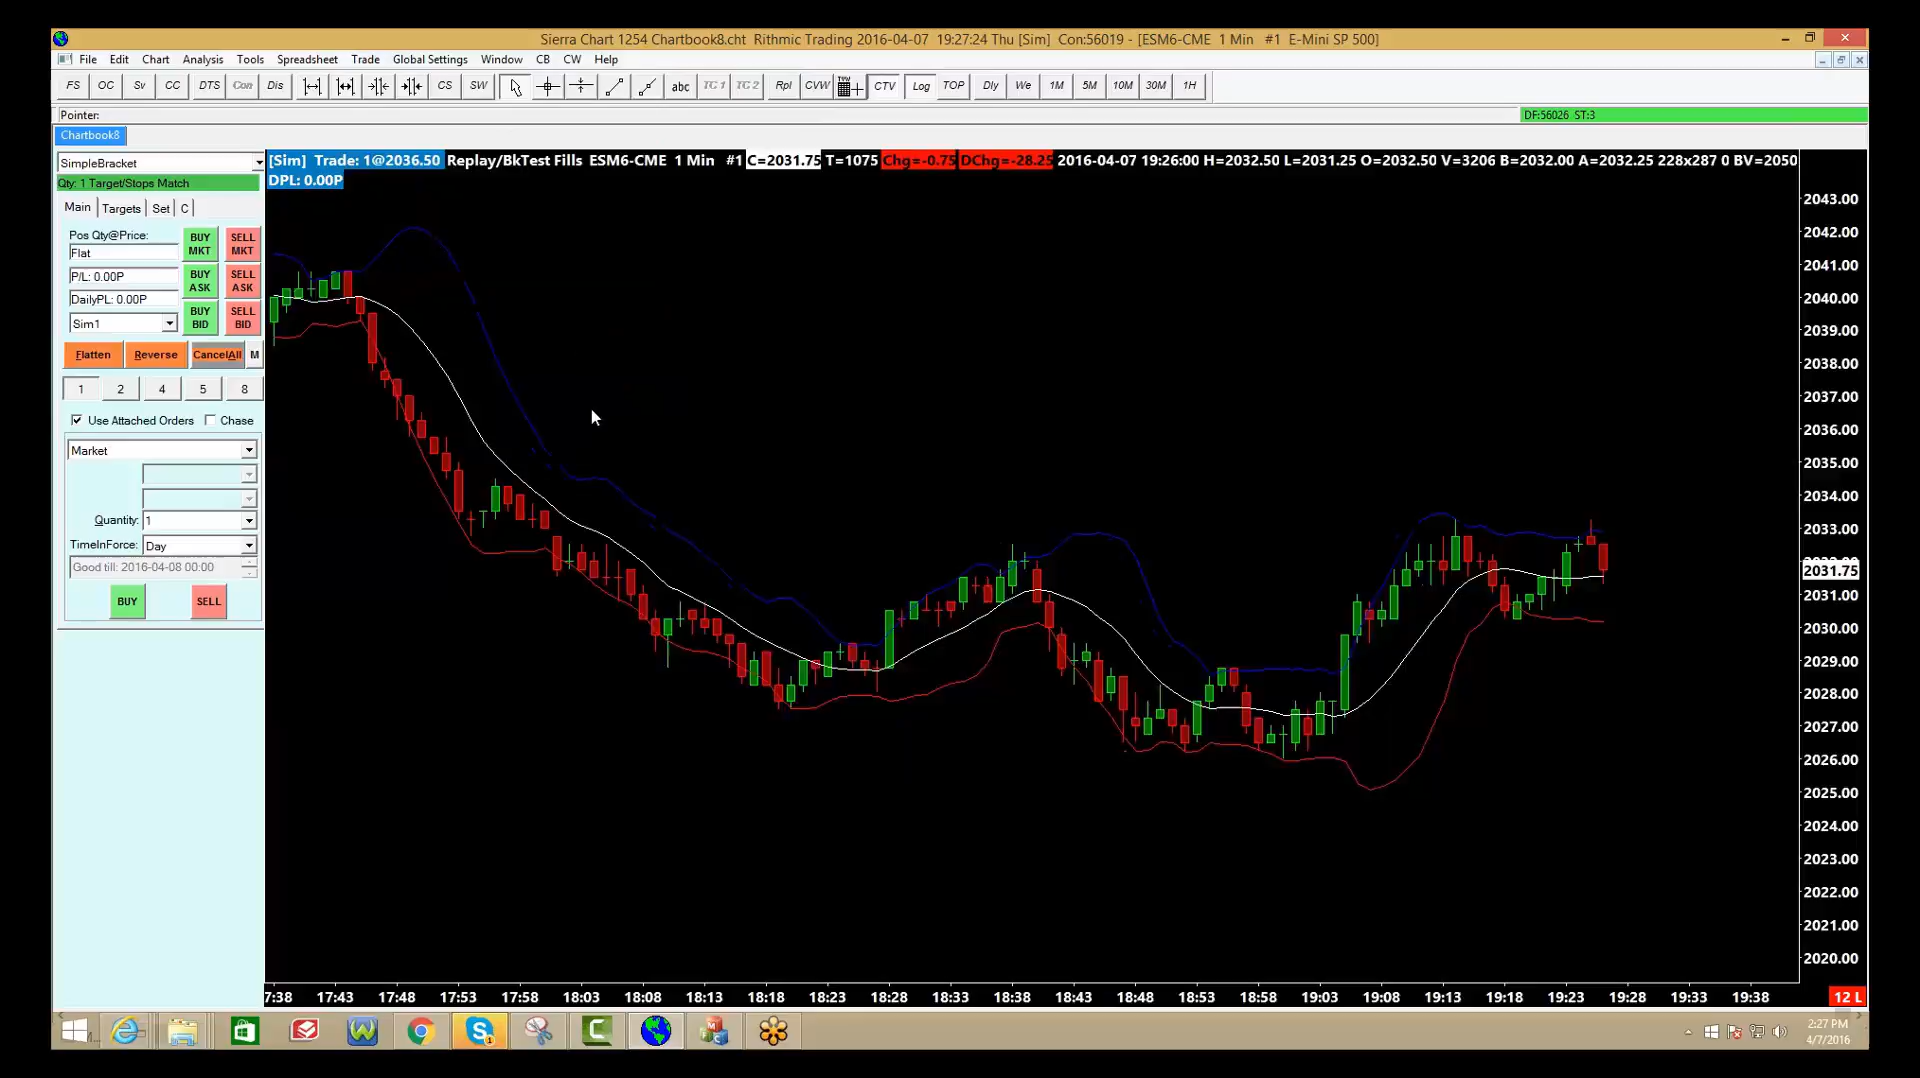 Sierra Chart 1254 Chartbook8.cht Rithmic Trading 2016-04-07 19:27:24 Thu [Sim] Con:56019 - [ESM6-CME 1 Min #1 E-Mini SP 500]
File Edit Chart Analysis Tools Spreadsheet Trade Global Settings Window CB CW Help
FS OC Sv CC DTS Con Dis CS SW abc TC 1 TC 2 Rpl CVW CTV Log TOP Dly We 1M 5M 10M 30M 1H
Pointer: DF:56026 ST:3
Chartbook8
SimpleBracket
[Sim] Trade: 1@2036.50 Replay/BkTest Fills ESM6-CME 1 Min #1 C=2031.75 T=1075 Chg=-0.75 DChg=-28.25 2016-04-07 19:26:00 H=2032.50 L=2031.25 O=2032.50 V=3206 B=2032.00 A=2032.25 228x287 0 BV=2050
DPL: 0.00P
Qty: 1 Target/Stops Match
Main Targets Set C
Pos Qty@Price:
Flat
BUY MKT
SELL MKT
P/L: 0.00P
BUY ASK
SELL ASK
DailyPL: 0.00P
Sim1
BUY BID
SELL BID
Flatten Reverse CancelAll M
1 2 4 5 8
Use Attached Orders Chase
Market
Quantity: 1
TimeInForce: Day
Good till: 2016-04-08 00:00
BUY SELL
2043.00
2042.00
2041.00
2040.00
2039.00
2038.00
2037.00
2036.00
2035.00
2034.00
2033.00
2031.75
2031.00
2030.00
2029.00
2028.00
2027.00
2026.00
2025.00
2024.00
2023.00
2022.00
2021.00
2020.00
7:38 17:43 17:48 17:53 17:58 18:03 18:08 18:13 18:18 18:23 18:28 18:33 18:38 18:43 18:48 18:53 18:58 19:03 19:08 19:13 19:18 19:23 19:28 19:33 19:38
12 L
2:27 PM
4/7/2016